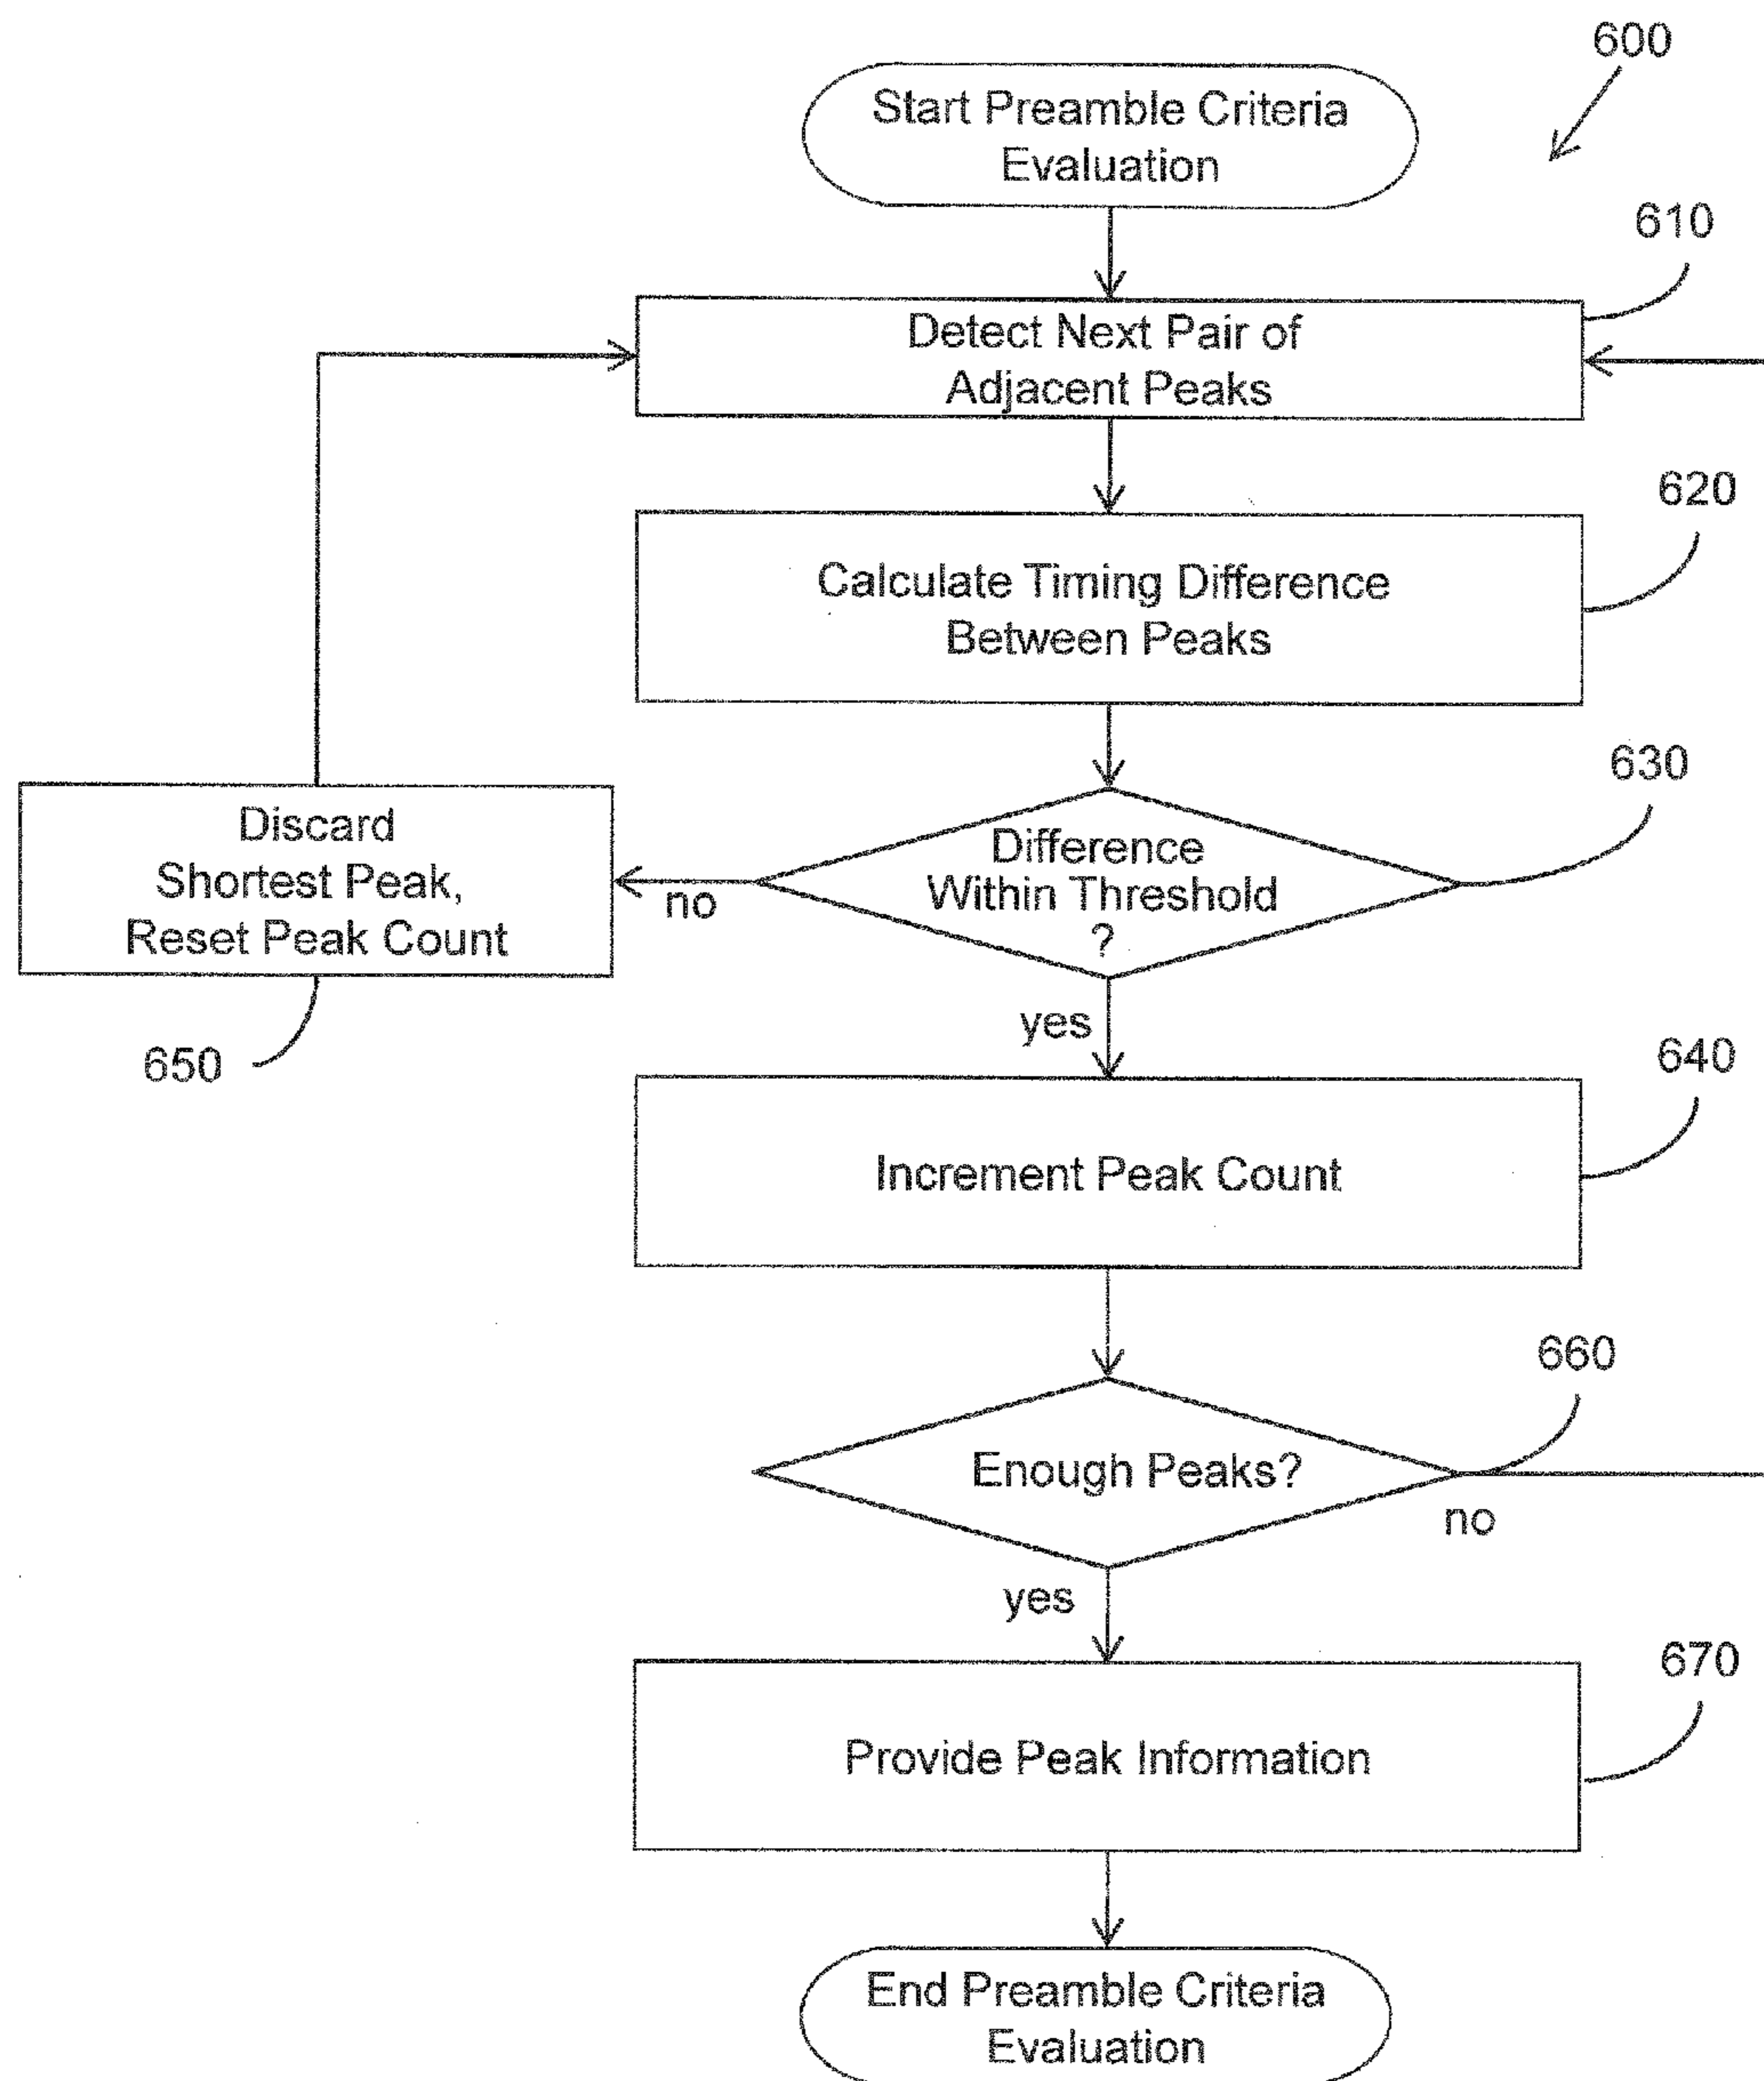 600
Start Preamble Criteria
Evaluation
610
Detect Next Pair of
Adjacent Peaks
620
Calculate Timing Difference
Between Peaks
630
Difference
Within Threshold
?
no
Discard
Shortest Peak,
Reset Peak Count
650
yes
640
Increment Peak Count
660
Enough Peaks?
no
yes
670
Provide Peak Information
End Preamble Criteria
Evaluation